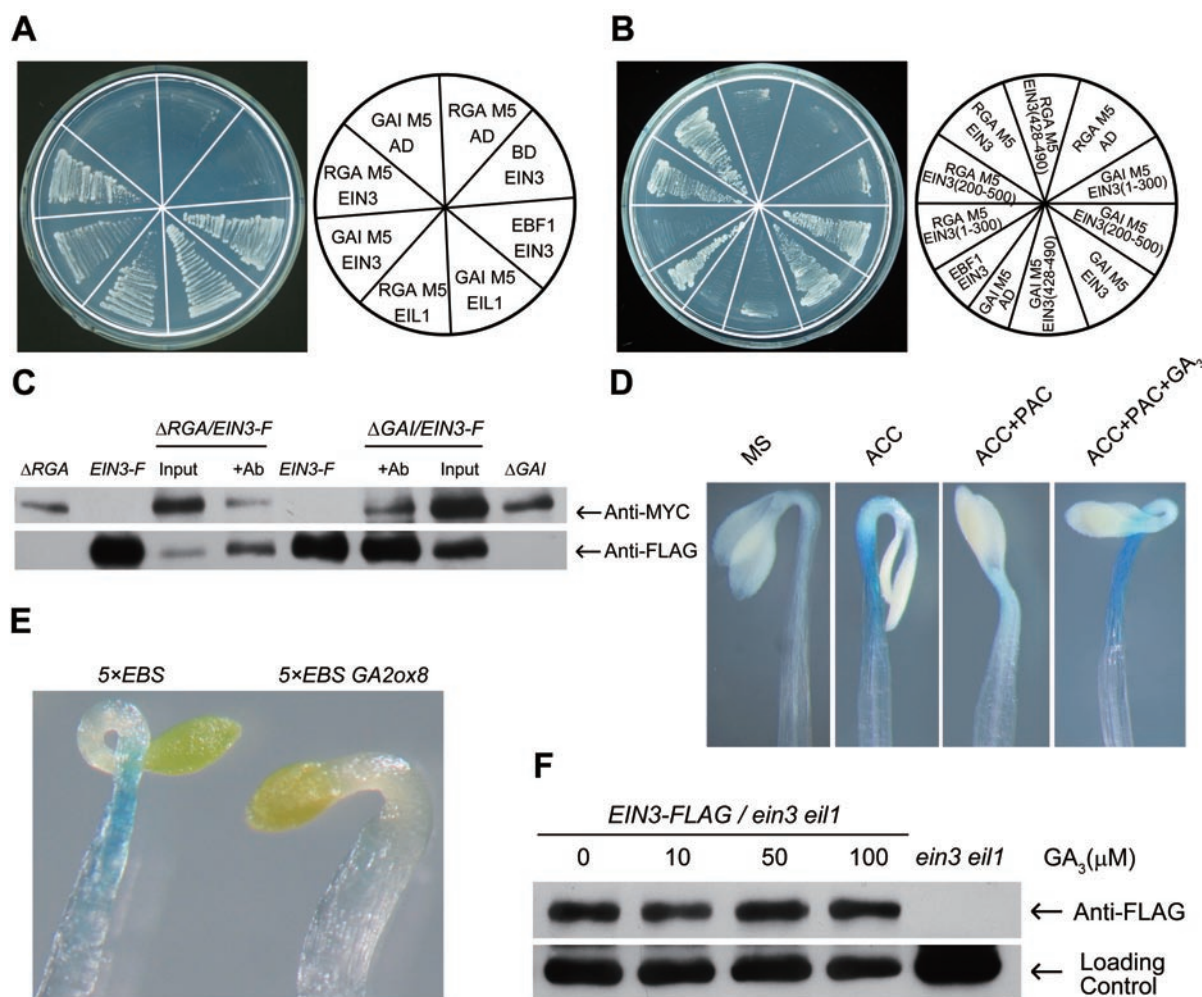 A
B
GAI M5
AD
RGA M5
AD
BD
EIN3
EBF1
EIN3
GAI M5
EIL1
RGA M5
EIL1
GAI M5
EIN3
RGA M5
EIN3
RGA M5
EIN3
RGA M5
EIN3(428-490)
RGA M5
AD
GAI M5
EIN3(1-300)
GAI M5
EIN3(200-500)
GAI M5
EIN3
GAI M5
EIN3(428-490)
GAI M5
AD
EBF1
EIN3
RGA M5
EIN3(1-300)
RGA M5
EIN3(200-500)
C
ΔRGA/EIN3-F ΔGAI/EIN3-F
ΔRGA EIN3-F Input +Ab EIN3-F +Ab Input ΔGAI
←Anti-MYC
←Anti-FLAG
D
MS ACC ACC+PAC ACC+PAC+GA₃
E
5×EBS 5×EBS GA2ox8
F
EIN3-FLAG / ein3 eil1
0 10 50 100 ein3 eil1 GA₃(μM)
← Anti-FLAG
← Loading
Control